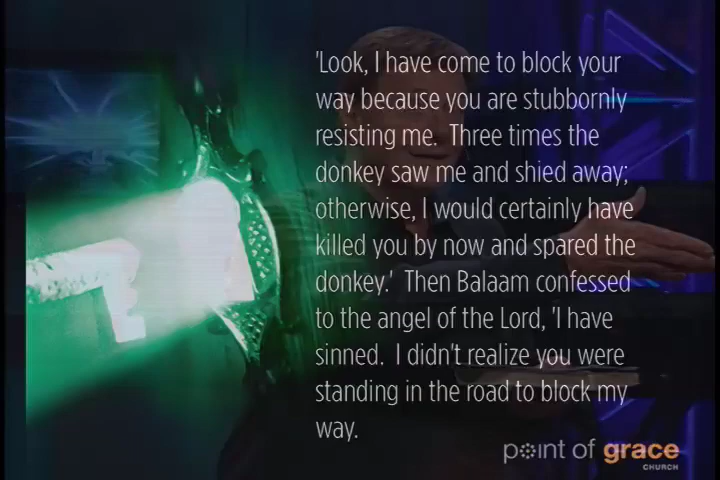 'Look, I have come to block your
way because you are stubbornly
resisting me.  Three times the
donkey saw me and shied away;
otherwise, I would certainly have
killed you by now and spared the
donkey.'  Then Balaam confessed
to the angel of the Lord, 'I have
sinned.  I didn't realize you were
standing in the road to block my
way.
point of grace
CHURCH